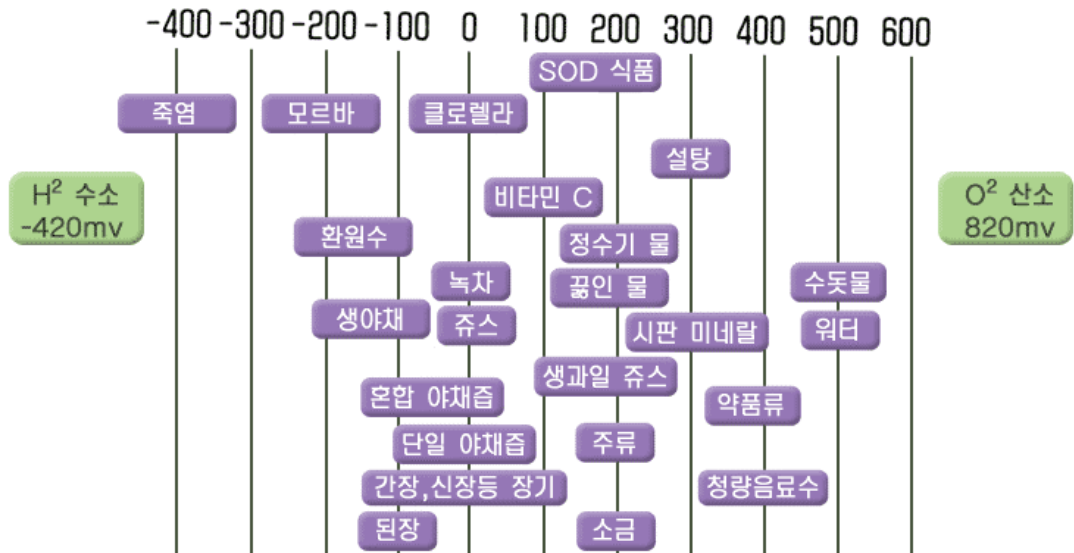 -400 -300 -200 -100 0 100 200 300 400 500 600
SOD 식품
죽염 모르바 클로렐라
설탕
H² 수소
-420mv
비타민 C
O² 산소
820mv
환원수 정수기 물
녹차 끓인 물 수돗물
생야채 쥬스 시판 미네랄 워터
생과일 쥬스
혼합 야채즙 약품류
단일 야채즙 주류
간장,신장등 장기 청량음료수
된장 소금